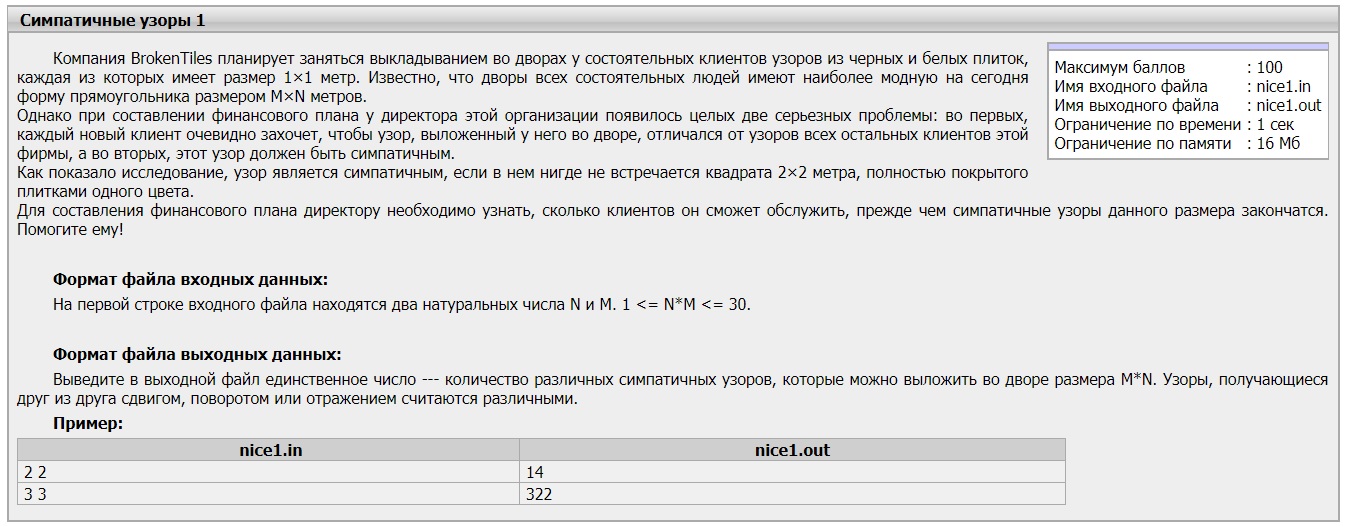 Симпатичные узоры 1
Компания BrokenTiles планирует заняться выкладыванием во дворах у состоятельных клиентов узоров из черных и белых плиток,
каждая из которых имеет размер 1×1 метр. Известно, что дворы всех состоятельных людей имеют наиболее модную на сегодня
форму прямоугольника размером M×N метров.
Однако при составлении финансового плана у директора этой организации появилось целых две серьезных проблемы: во первых,
каждый новый клиент очевидно захочет, чтобы узор, выложенный у него во дворе, отличался от узоров всех остальных клиентов этой
фирмы, а во вторых, этот узор должен быть симпатичным.
Как показало исследование, узор является симпатичным, если в нем нигде не встречается квадрата 2×2 метра, полностью покрытого
плитками одного цвета.
Для составления финансового плана директору необходимо узнать, сколько клиентов он сможет обслужить, прежде чем симпатичные узоры данного размера закончатся.
Помогите ему!
Максимум баллов : 100
Имя входного файла : nice1.in
Имя выходного файла : nice1.out
Ограничение по времени : 1 сек
Ограничение по памяти : 16 Мб
Формат файла входных данных:
На первой строке входного файла находятся два натуральных числа N и M. 1 <= N*M <= 30.
Формат файла выходных данных:
Выведите в выходной файл единственное число --- количество различных симпатичных узоров, которые можно выложить во дворе размера M*N. Узоры, получающиеся
друг из друга сдвигом, поворотом или отражением считаются различными.
Пример:
nice1.in nice1.out
2 2 14
3 3 322